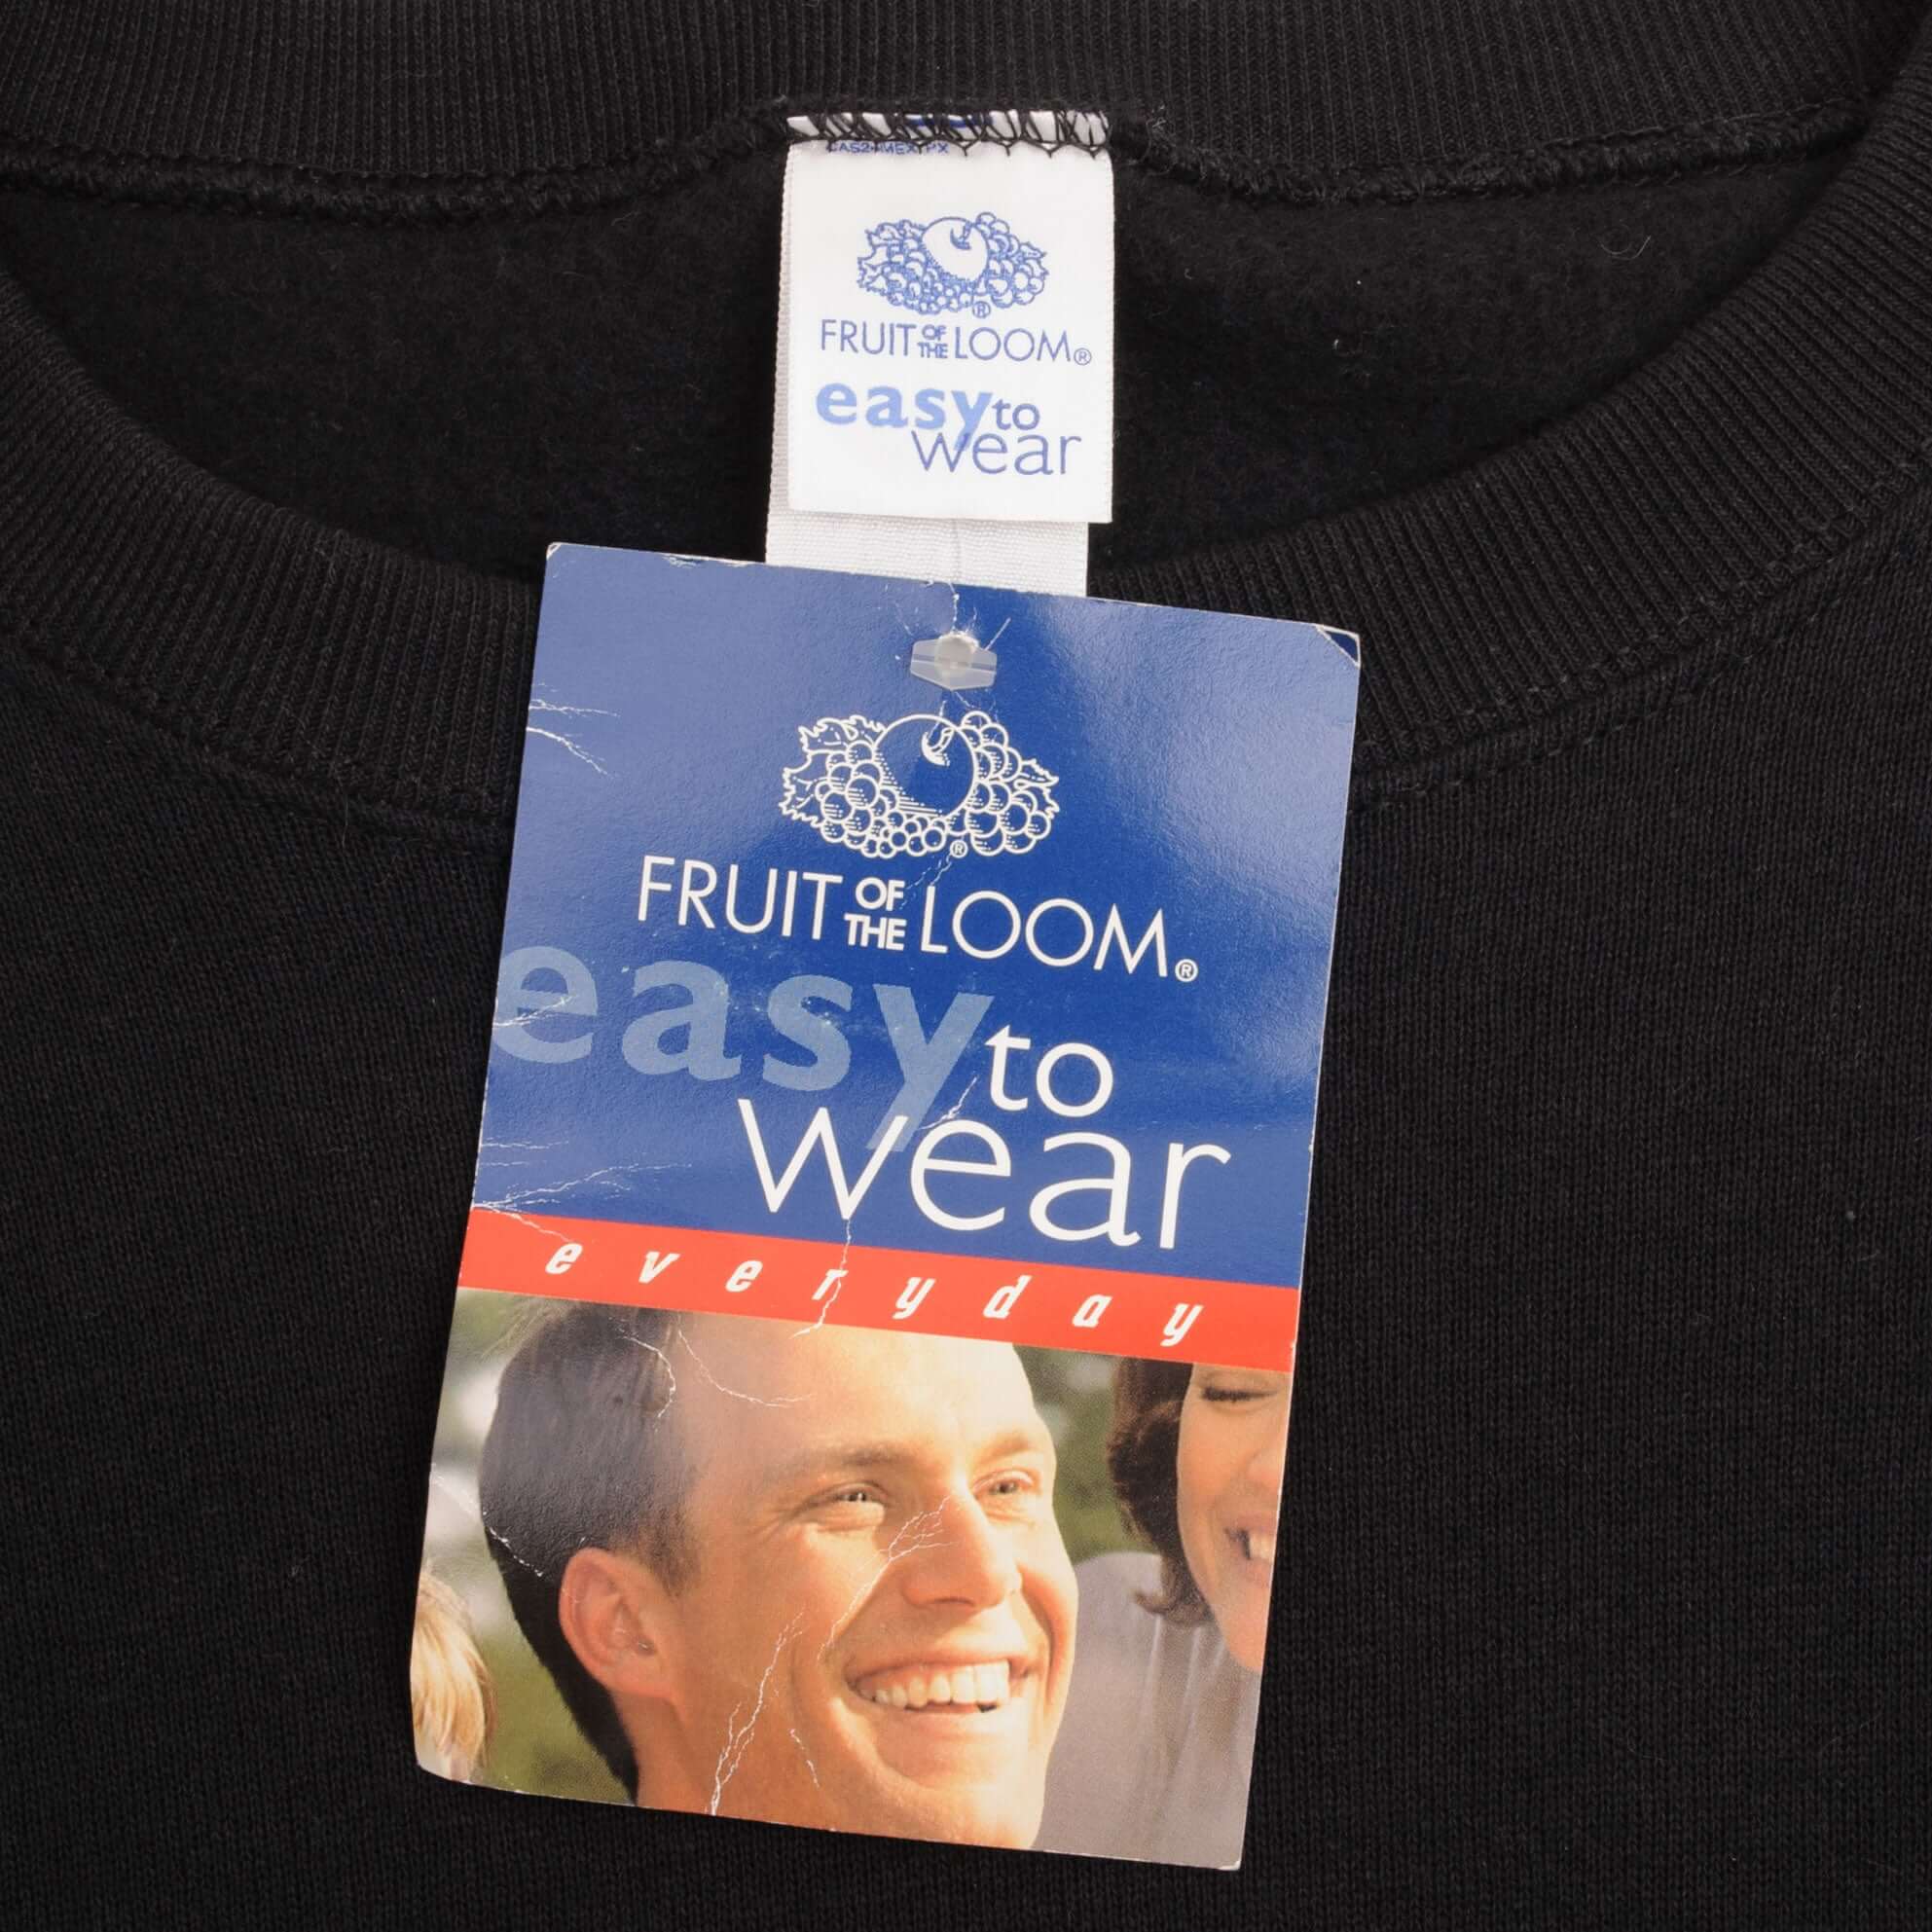 FRUIT OF THE LOOM®
easy to
wear
®
FRUIT OF THE LOOM®
easy to
wear
everyday